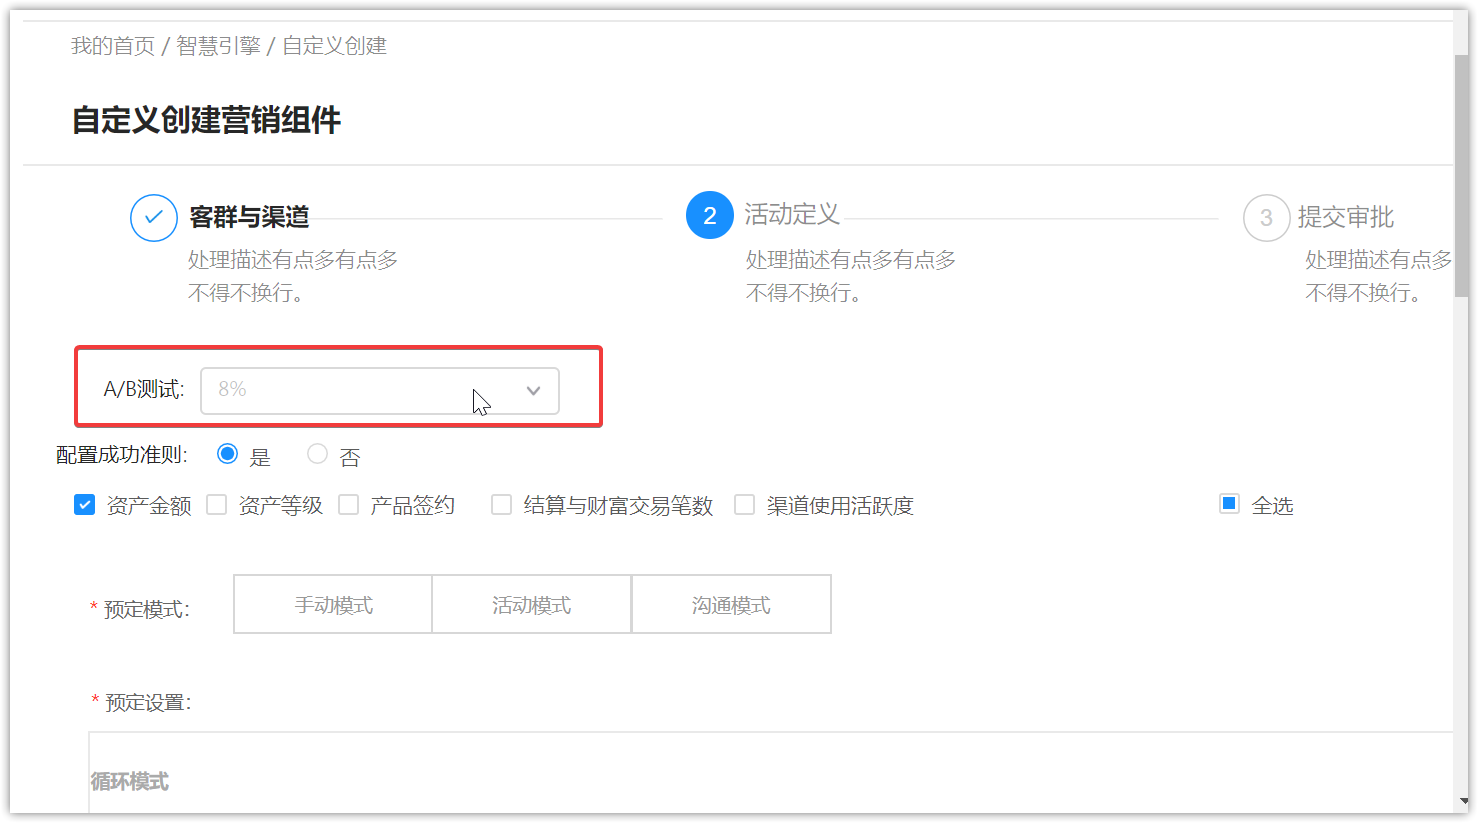 我的首页 / 智慧引擎 / 自定义创建
自定义创建营销组件
客群与渠道
处理描述有点多有点多
不得不换行。
2 活动定义
处理描述有点多有点多
不得不换行。
3 提交审批
处理描述有点多
不得不换行。
A/B测试: 8%
配置成功准则: 是 否
资产金额 资产等级 产品签约 结算与财富交易笔数 渠道使用活跃度 全选
* 预定模式: 手动模式 活动模式 沟通模式
* 预定设置:
循环模式